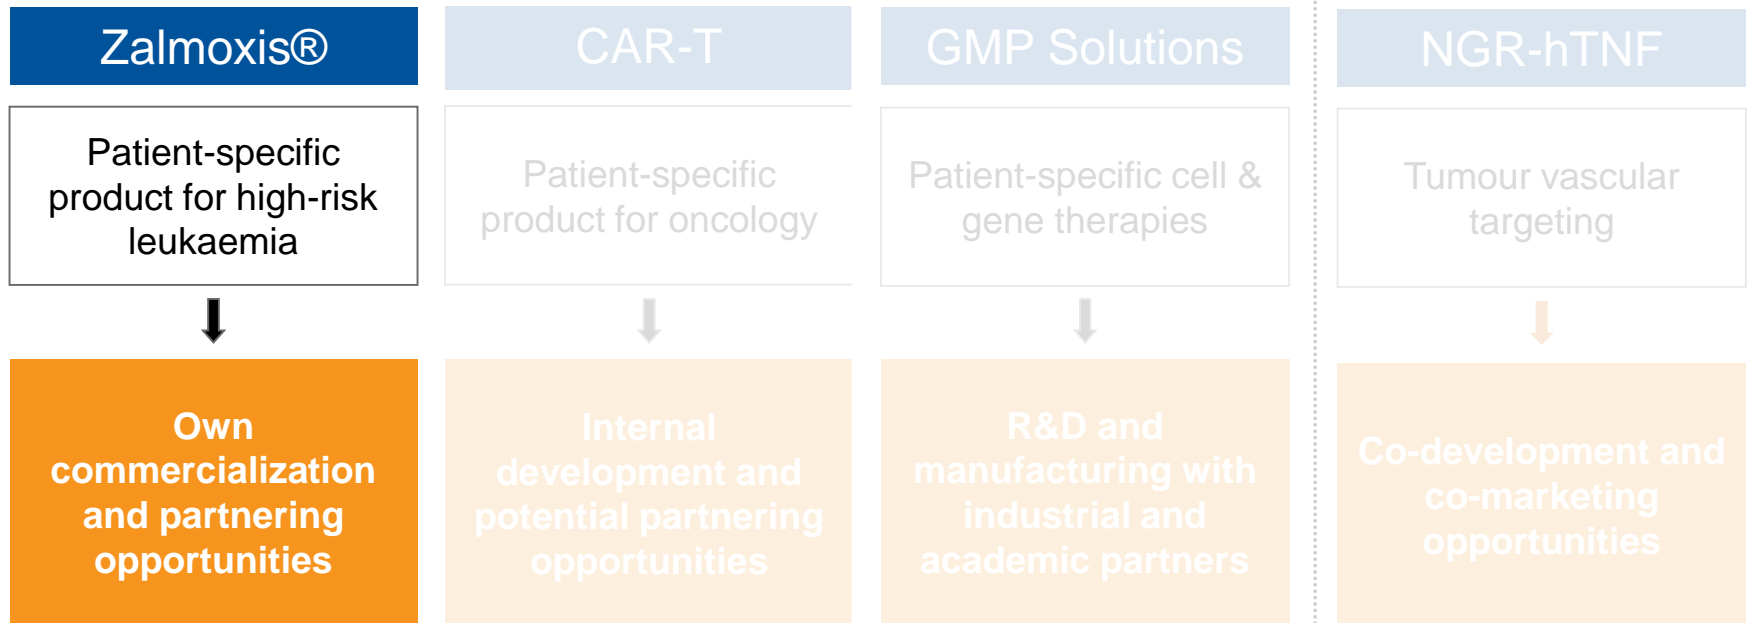 Zalmoxis®
Patient-specific
product for high-risk
leukaemia
Own
commercialization
and partnering
opportunities
CAR-T
Patient-specific
product for oncology
Internal
development and
potential partnering
opportunities
GMP Solutions
Patient-specific cell &
gene therapies
R&D and
manufacturing with
industrial and
academic partners
NGR-hTNF
Tumour vascular
targeting
Co-development and
co-marketing
opportunities